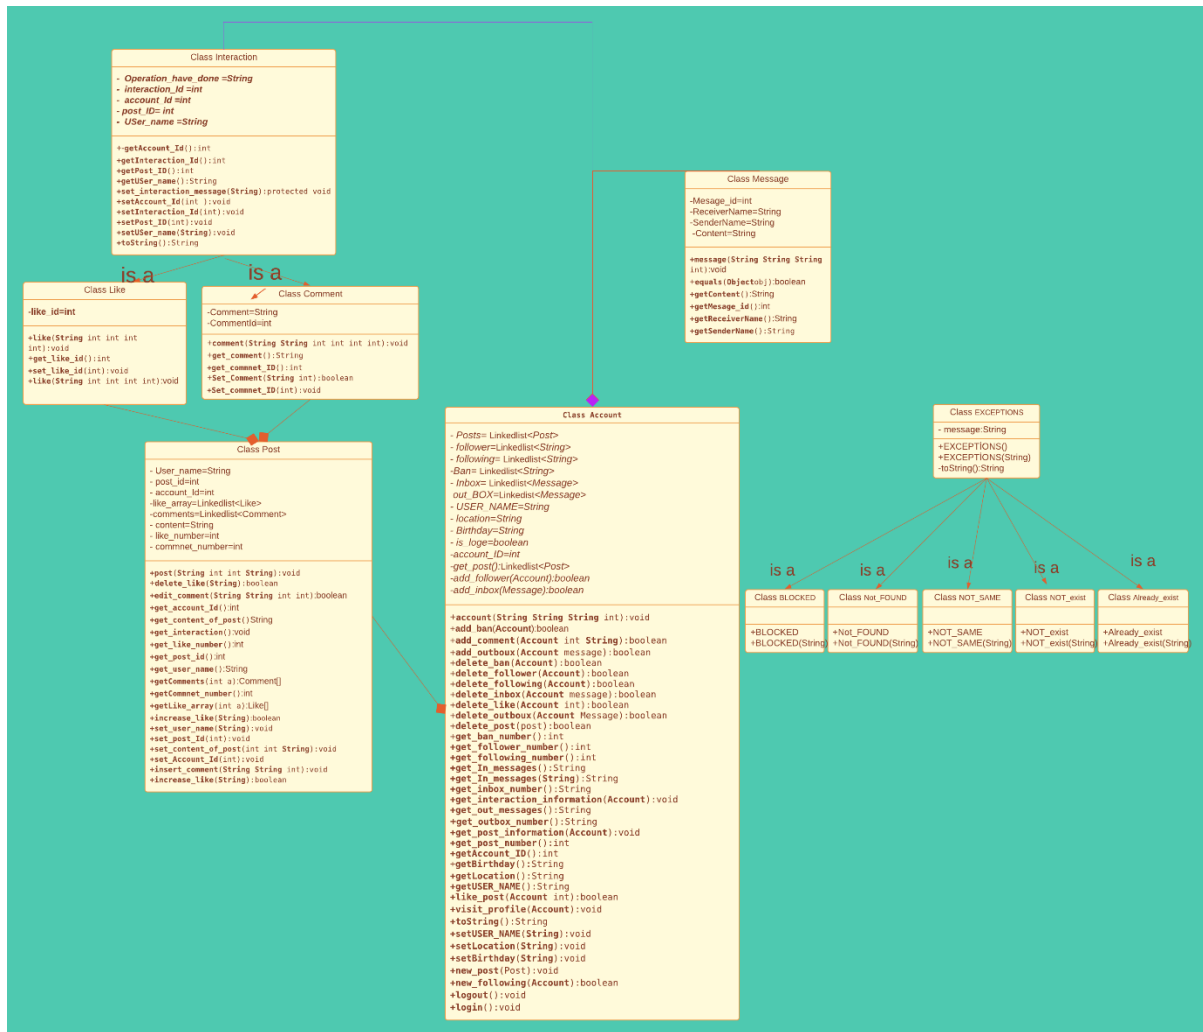 Class Interaction
- Operation_have_done =String
- interaction_Id =int
- account_Id =int
- post_ID= int
- USer_name =String
+-getAccount_Id():int
+getInteraction_Id():int
+getPost_ID():int
+getUSer_name():String
+set_interaction_message(String):protected void
+setAccount_Id(int ):void
+setInteraction_Id(int):void
+setPost_ID(int):void
+setUSer_name(String):void
+toString():String
is a
is a
Class Like
-like_id=int
+like(String int int int
int):void
+get_like_id():int
+set_like_id(int):void
+like(String int int int int):void
Class Comment
-Comment=String
-CommentId=int
+comment(String String int int int int):void
+get_comment():String
+get_commnet_ID():int
+Set_Comment(String int):boolean
+Set_commnet_ID(int):void
Class Message
-Mesage_id=int
-ReceiverName=String
-SenderName=String
-Content=String
+message(String String String
int):void
+equals(Objectobj):boolean
+getContent():String
+getMesage_id():int
+getReceiverName():String
+getSenderName():String
Class Post
- User_name=String
- post_id=int
- account_Id=int
-like_array=Linkedlist<Like>
-comments=Linkedlist<Comment>
- content=String
- like_number=int
- commnet_number=int
+post(String int int String):void
+delete_like(String):boolean
+edit_comment(String String int int):boolean
+get_account_Id():int
+get_content_of_post()String
+get_interaction():void
+get_like_number():int
+get_post_id():int
+get_user_name():String
+getComments(int a):Comment[]
+getCommnet_number():int
+getLike_array(int a):Like[]
+increase_like(String):boolean
+set_user_name(String):void
+set_post_Id(int):void
+set_content_of_post(int int String):void
+set_Account_Id(int):void
+insert_comment(String String int):void
+increase_like(String):boolean
Class Account
- Posts= Linkedlist<Post>
- follower=Linkedlist<String>
- following= Linkedlist<String>
-Ban= Linkedlist<String>
- Inbox= Linkedlist<Message>
out_BOX=Linkedlist<Message>
- USER_NAME=String
- location=String
- Birthday=String
- is_loge=boolean
-account_ID=int
-get_post():Linkedlist<Post>
-add_follower(Account):boolean
-add_inbox(Message):boolean
+account(String String String int):void
+add_ban(Account):boolean
+add_comment(Account int String):boolean
+add_outboux(Account message):boolean
+delete_ban(Account):boolean
+delete_follower(Account):boolean
+delete_following(Account):boolean
+delete_inbox(Account message):boolean
+delete_like(Account int):boolean
+delete_outboux(Account Message):boolean
+delete_post(post):boolean
+get_ban_number():int
+get_follower_number():int
+get_following_number():int
+get_In_messages():String
+get_In_messages(String):String
+get_inbox_number():String
+get_interaction_information(Account):void
+get_out_messages():String
+get_outbox_number():String
+get_post_information(Account):void
+get_post_number():int
+getAccount_ID():int
+getBirthday():String
+getLocation():String
+getUSER_NAME():String
+like_post(Account int):boolean
+visit_profile(Account):void
+toString():String
+setUSER_NAME(String):void
+setLocation(String):void
+setBirthday(String):void
+new_post(Post):void
+new_following(Account):boolean
+logout():void
+login():void
Class EXCEPTIONS
- message:String
+EXCEPTİONS()
+EXCEPTİONS(String)
-toString():String
is a
is a
is a
is a
is a
Class BLOCKED
+BLOCKED
+BLOCKED(String)
Class Not_FOUND
+Not_FOUND
+Not_FOUND(String)
Class NOT_SAME
+NOT_SAME
+NOT_SAME(String)
Class NOT_exist
+NOT_exist
+NOT_exist(String)
Class Already_exist
+Already_exist
+Already_exist(String)